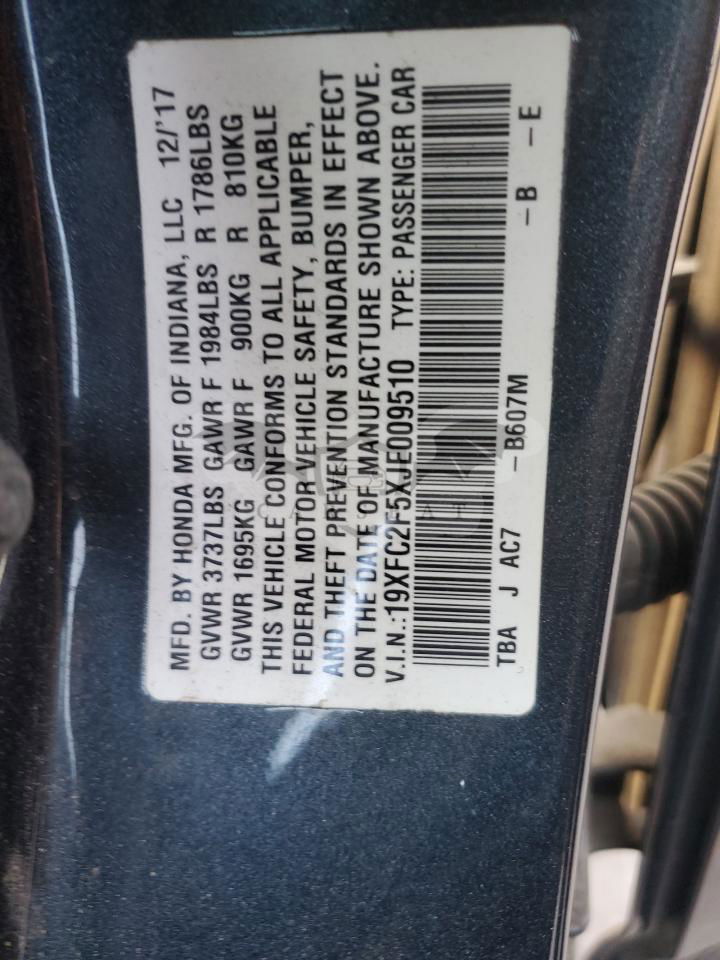 MFD. BY HONDA MFG. OF INDIANA, LLC 12/'17
GVWR 3737LBS GAWR F 1984LBS R 1786LBS
GVWR 1695KG GAWR F 900KG R 810KG
THIS VEHICLE CONFORMS TO ALL APPLICABLE
FEDERAL MOTOR VEHICLE SAFETY, BUMPER,
AND THEFT PREVENTION STANDARDS IN EFFECT
ON THE DATE OF MANUFACTURE SHOWN ABOVE.
V.I.N.:19XFC2F5XJE009510 TYPE: PASSENGER CAR
TBA J AC7 – B607M – B – E